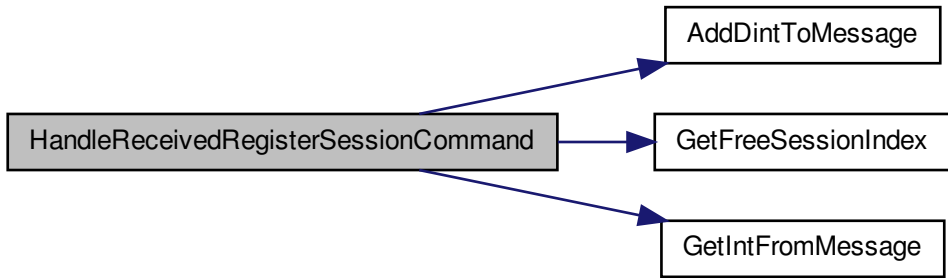 AddDintToMessage
HandleReceivedRegisterSessionCommand
GetFreeSessionIndex
GetIntFromMessage